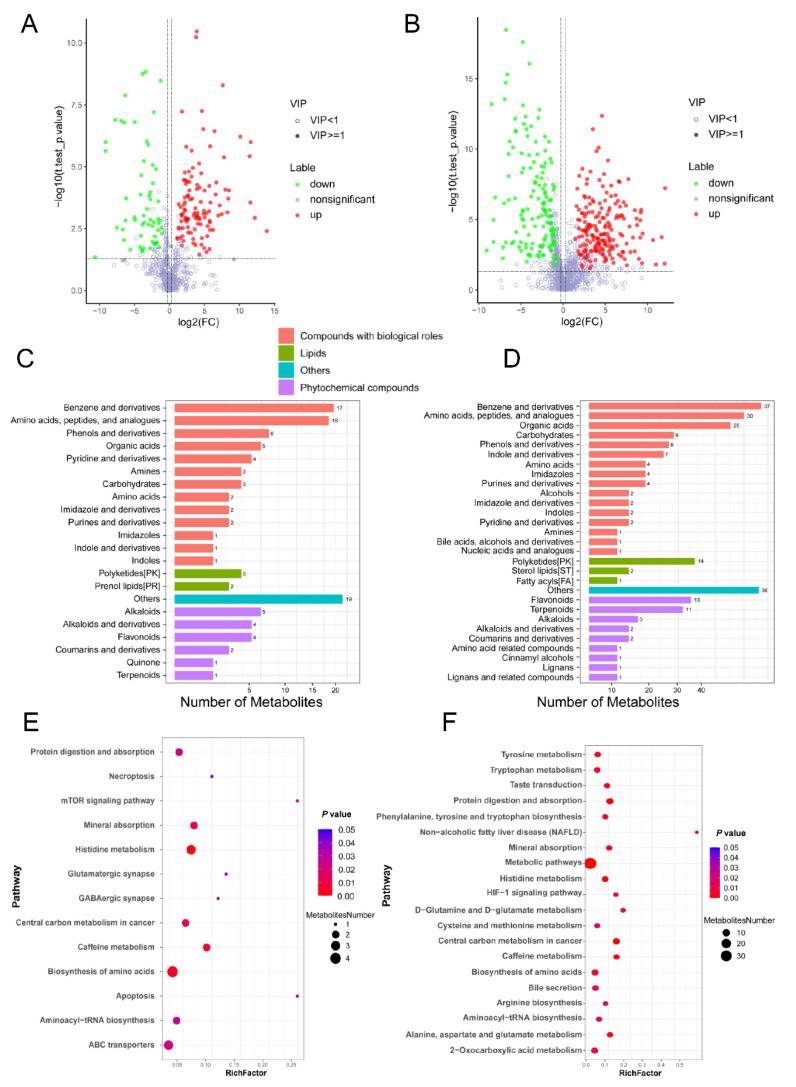 A
B
10.0
7.5
5.0
2.5
0.0
-log10(t.test_p.value)
-10 -5 0 5 10 15
log2(FC)
VIP
VIP<1
VIP>=1
Lable
down
nonsignificant
up
15
10
5
0
-log10(t.test_p.value)
-10 -5 0 5 10
log2(FC)
VIP
VIP<1
VIP>=1
Lable
down
nonsignificant
up
Compounds with biological roles
Lipids
Others
Phytochemical compounds
C
D
Benzene and derivatives 17
Amino acids, peptides, and analogues 16
Phenols and derivatives 6
Organic acids 5
Pyridine and derivatives 4
Amines 3
Carbohydrates 3
Amino acids 2
Imidazole and derivatives 2
Purines and derivatives 2
Imidazoles 1
Indole and derivatives 1
Indoles 1
Polyketides[PK] 3
Prenol lipids[PR] 2
Others 19
Alkaloids 5
Alkaloids and derivatives 4
Flavonoids 4
Coumarins and derivatives 2
Quinone 1
Terpenoids 1
5 10 15 20
Number of Metabolites
Benzene and derivatives 37
Amino acids, peptides, and analogues 30
Organic acids 25
Carbohydrates 9
Phenols and derivatives 8
Indole and derivatives 7
Amino acids 4
Imidazoles 4
Purines and derivatives 4
Alcohols 2
Imidazole and derivatives 2
Indoles 2
Pyridine and derivatives 2
Amines 1
Bile acids, alcohols and derivatives 1
Nucleic acids and analogues 1
Polyketides[PK] 14
Sterol lipids[ST] 2
Fatty acyls[FA] 1
Others 36
Flavonoids 13
Terpenoids 11
Alkaloids 3
Alkaloids and derivatives 2
Coumarins and derivatives 2
Amino acid related compounds 1
Cinnamyl alcohols 1
Lignans 1
Lignans and related compounds 1
10 20 30 40
Number of Metabolites
E
F
Pathway
Protein digestion and absorption
Necroptosis
mTOR signaling pathway
Mineral absorption
Histidine metabolism
Glutamatergic synapse
GABAergic synapse
Central carbon metabolism in cancer
Caffeine metabolism
Biosynthesis of amino acids
Apoptosis
Aminoacyl-tRNA biosynthesis
ABC transporters
0.05 0.10 0.15 0.20 0.25
RichFactor
P value
0.05
0.04
0.03
0.02
0.01
0.00
MetabolitesNumber
1
2
3
4
Pathway
Tyrosine metabolism
Tryptophan metabolism
Taste transduction
Protein digestion and absorption
Phenylalanine, tyrosine and tryptophan biosynthesis
Non-alcoholic fatty liver disease (NAFLD)
Mineral absorption
Metabolic pathways
Histidine metabolism
HIF-1 signaling pathway
D-Glutamine and D-glutamate metabolism
Cysteine and methionine metabolism
Central carbon metabolism in cancer
Caffeine metabolism
Biosynthesis of amino acids
Bile secretion
Arginine biosynthesis
Aminoacyl-tRNA biosynthesis
Alanine, aspartate and glutamate metabolism
2-Oxocarboxylic acid metabolism
0.0 0.1 0.2 0.3 0.4 0.5
RichFactor
P value
0.05
0.04
0.03
0.02
0.01
0.00
MetabolitesNumber
10
20
30